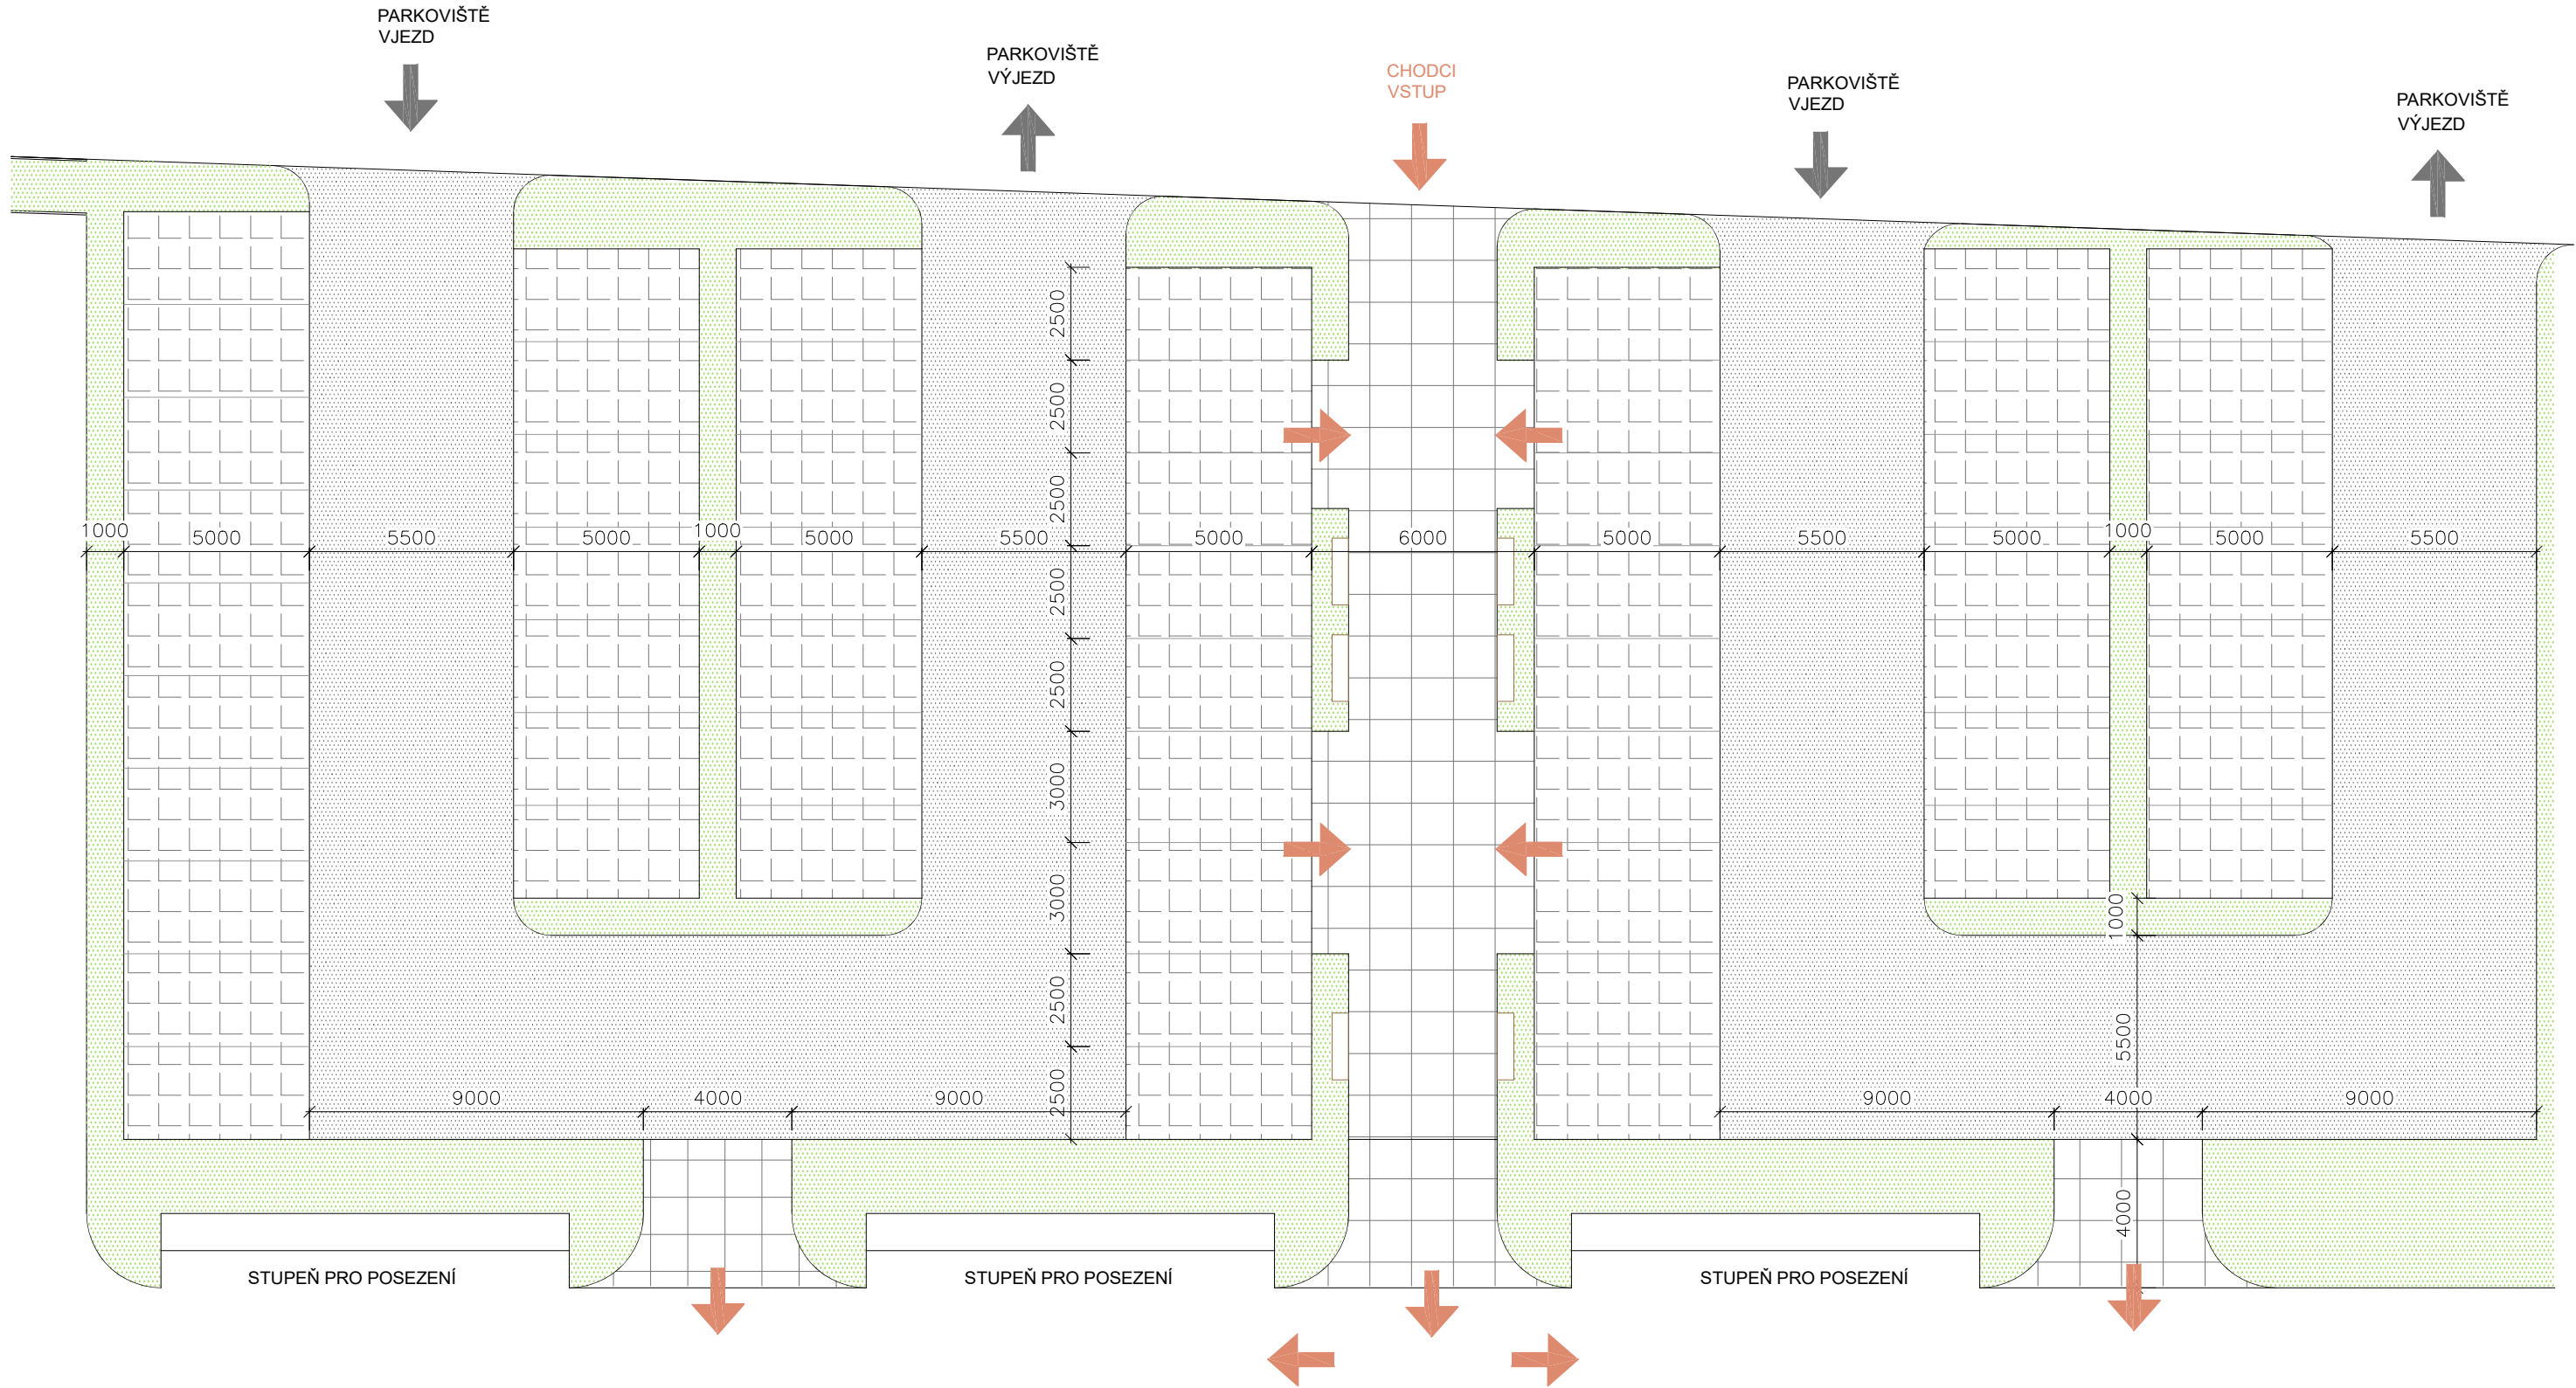 PARKOVIŠTĚ
VJEZD
PARKOVIŠTĚ
VÝJEZD
CHODCI
VSTUP
PARKOVIŠTĚ
VJEZD
PARKOVIŠTĚ
VÝJEZD
2500
2500
2500
1000 5000 5500 5000 1000 5000 5500 5000 6000 5000 5500 5000 1000 5000 5500
2500
2500
3000
3000
2500
2500
1000
5500
4000
9000 4000 9000
9000 4000 9000
STUPEŇ PRO POSEZENÍ
STUPEŇ PRO POSEZENÍ
STUPEŇ PRO POSEZENÍ